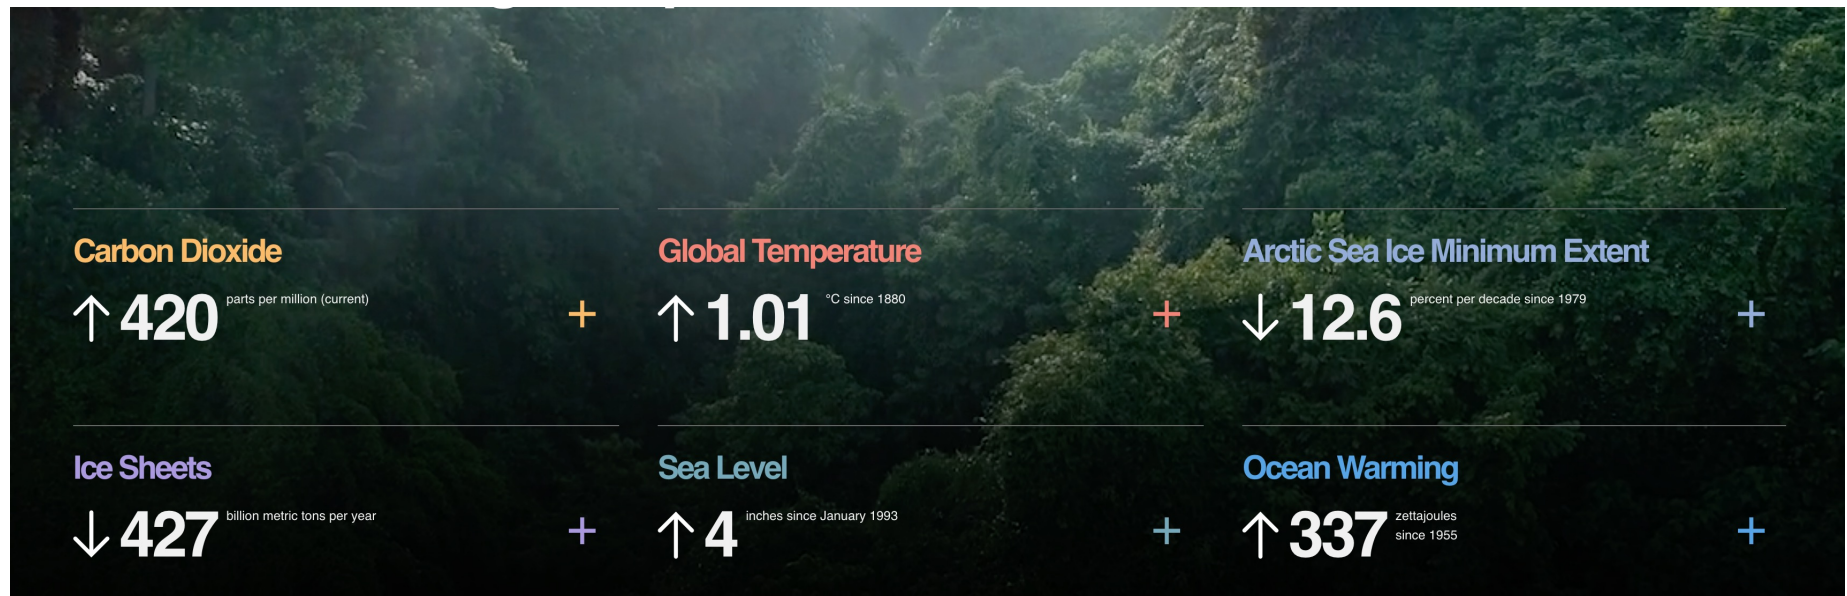 Carbon Dioxide
↑ 420 parts per million (current)
+
Global Temperature
↑ 1.01 °C since 1880
+
Arctic Sea Ice Minimum Extent
↓ 12.6 percent per decade since 1979
+
Ice Sheets
↓ 427 billion metric tons per year
+
Sea Level
↑ 4 inches since January 1993
+
Ocean Warming
↑ 337 zettajoules
since 1955
+